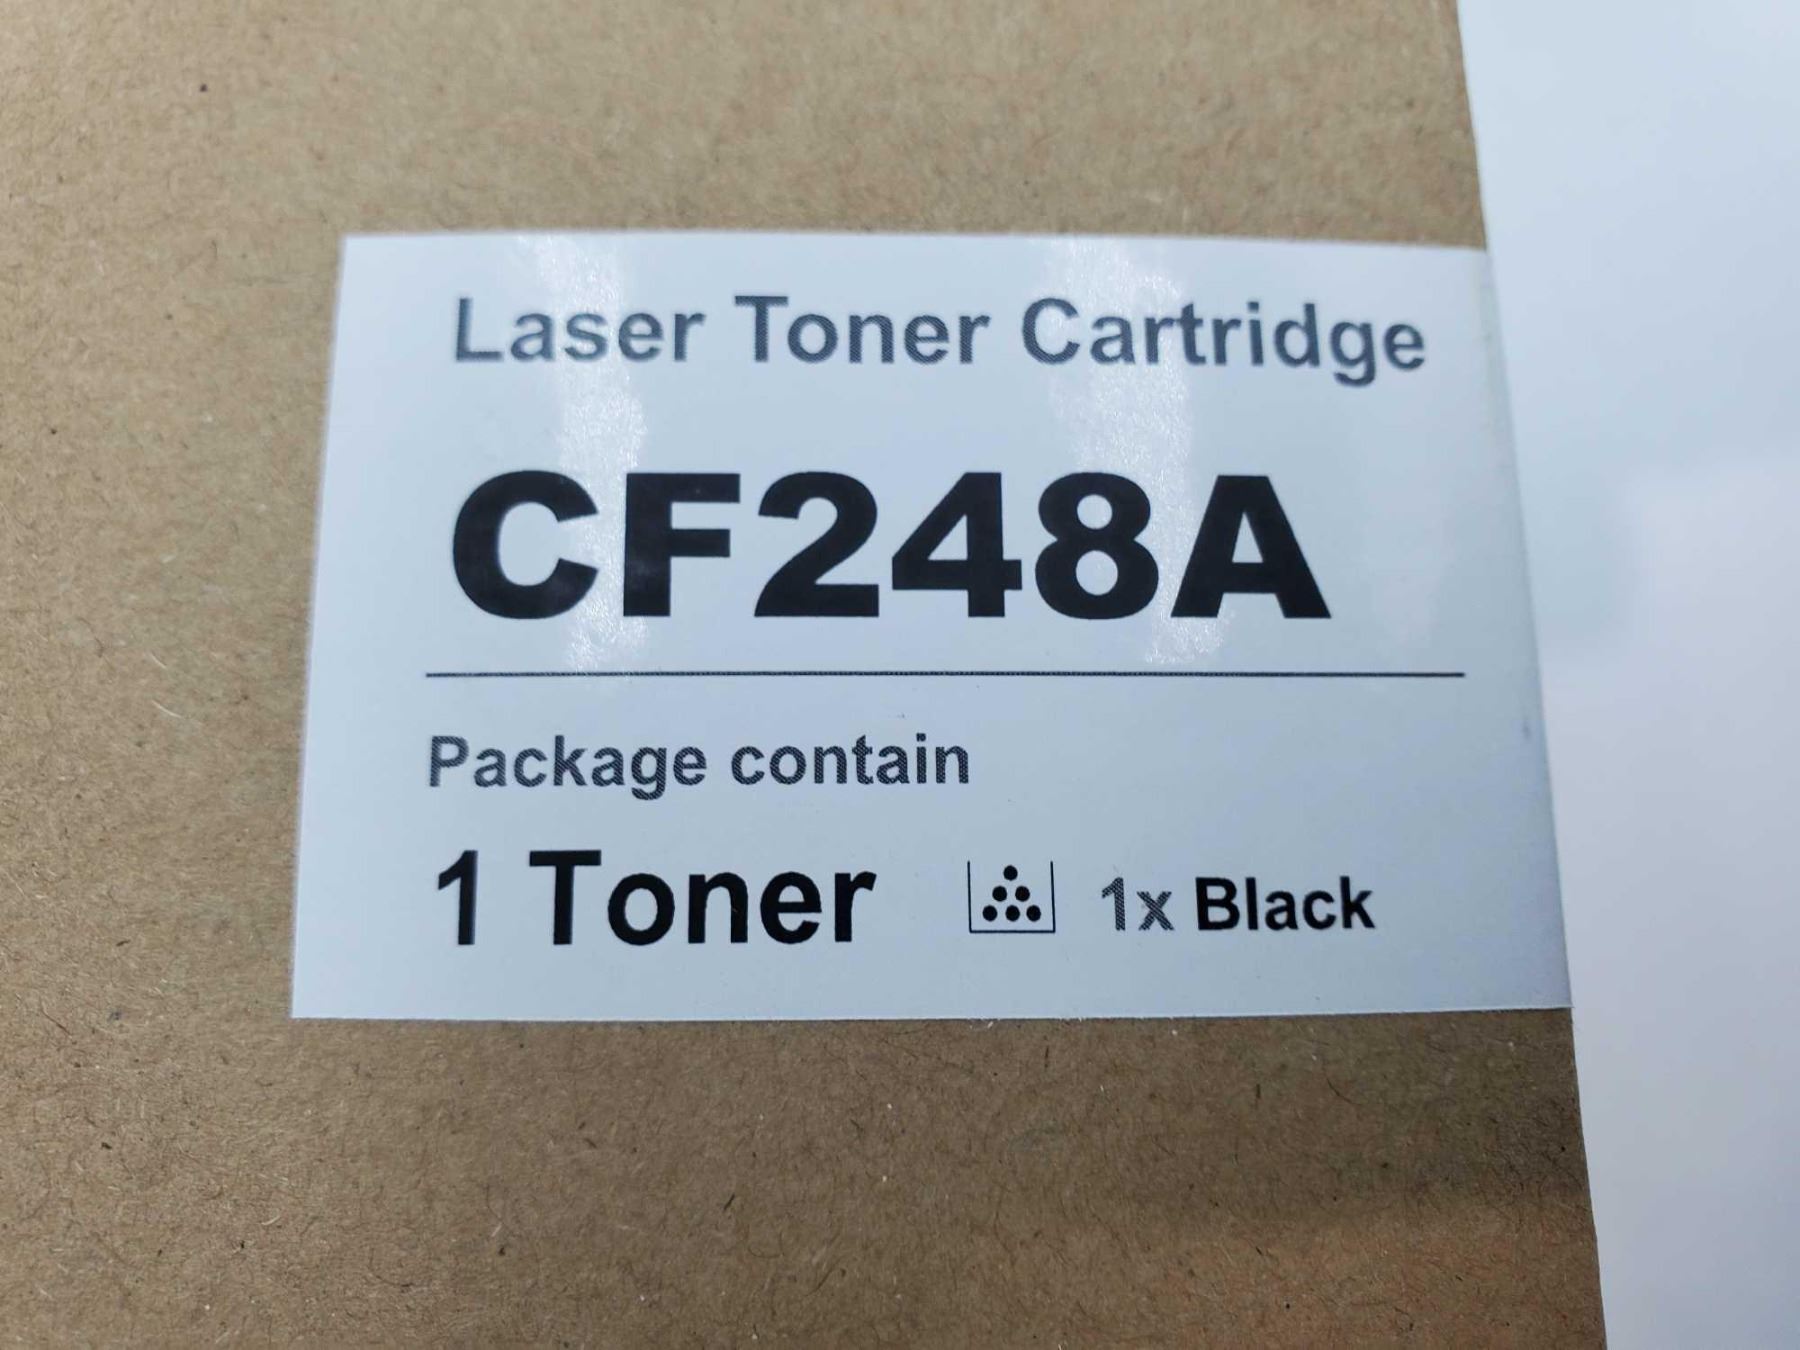 Laser Toner Cartridge
CF248A
Package contain
1 Toner 1x Black